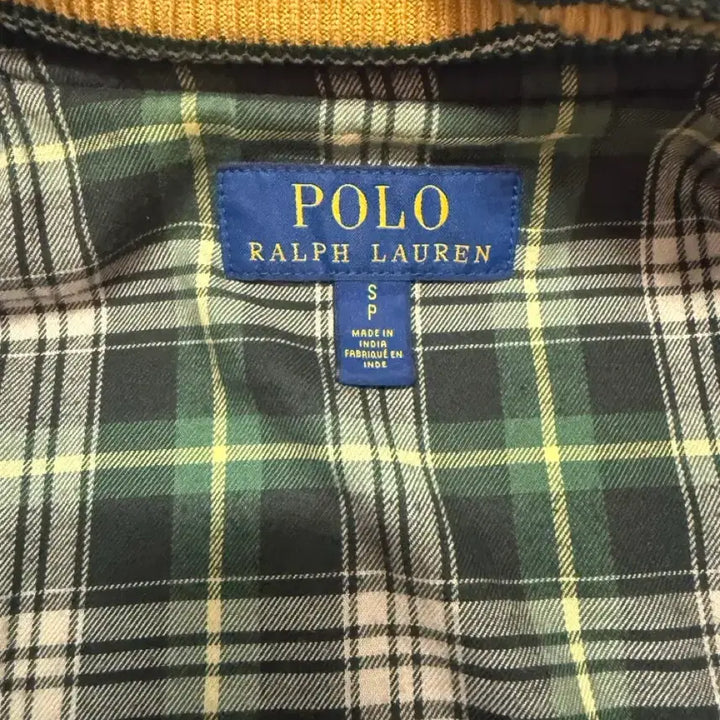 POLO
RALPH LAUREN
S
P
MADE IN
INDIA
FABRIQUÉ EN
INDE